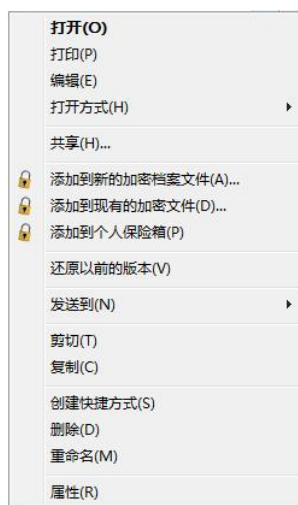 打开(O)
打印(P)
编辑(E)
打开方式(H)
共享(H)...
添加到新的加密档案文件(A)...
添加到现有的加密文件(D)...
添加到个人保险箱(P)
还原以前的版本(V)
发送到(N)
剪切(T)
复制(C)
创建快捷方式(S)
删除(D)
重命名(M)
属性(R)